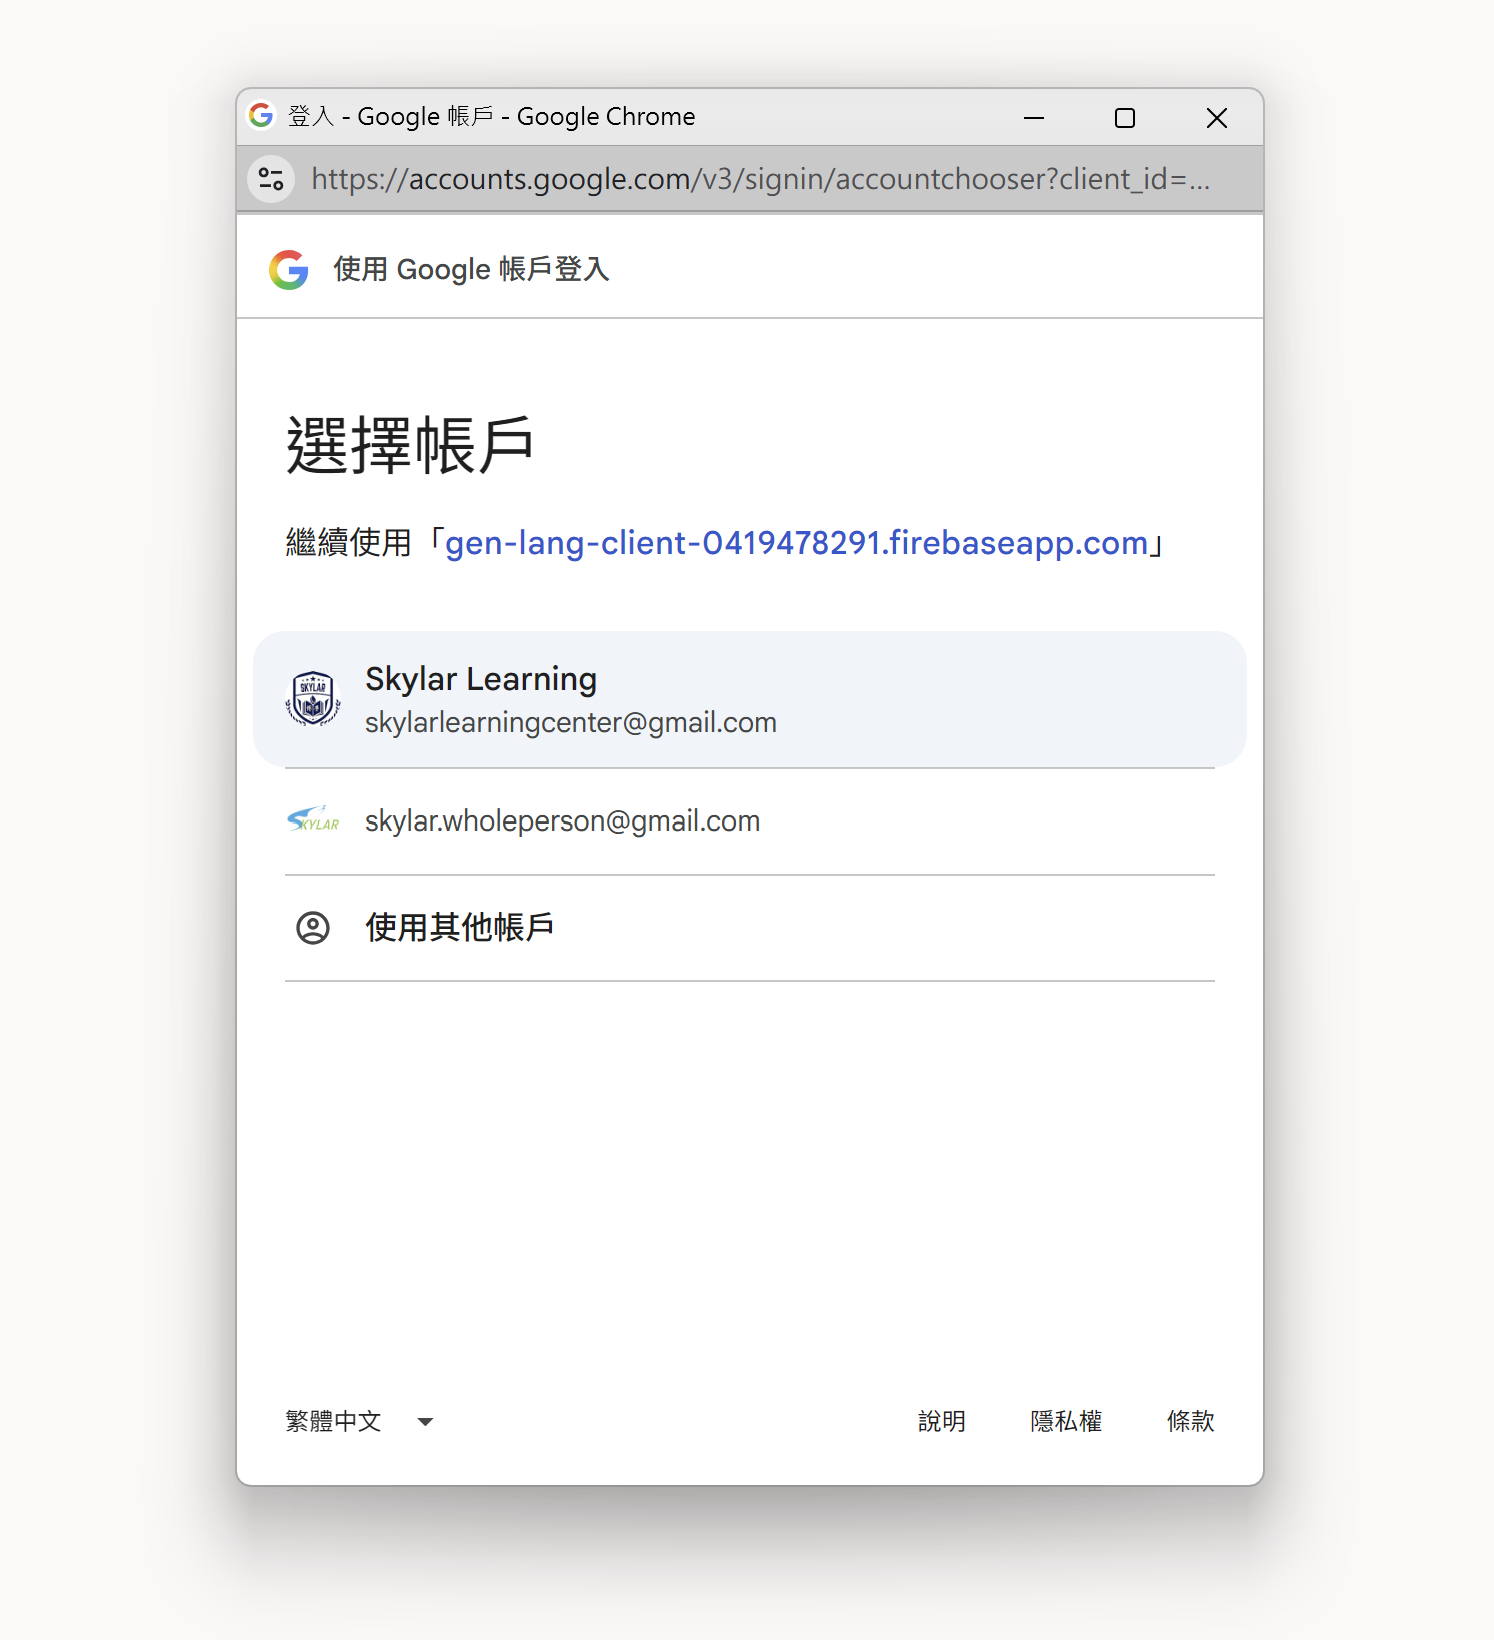 登入 - Google 帳戶 - Google Chrome
https://accounts.google.com/v3/signin/accountchooser?client_id=...
使用 Google 帳戶登入
選擇帳戶
繼續使用「gen-lang-client-0419478291.firebaseapp.com」
SKYLAR
Skylar Learning
skylarlearningcenter@gmail.com
SKYLAR
skylar.wholeperson@gmail.com
使用其他帳戶
繁體中文 說明 隱私權 條款